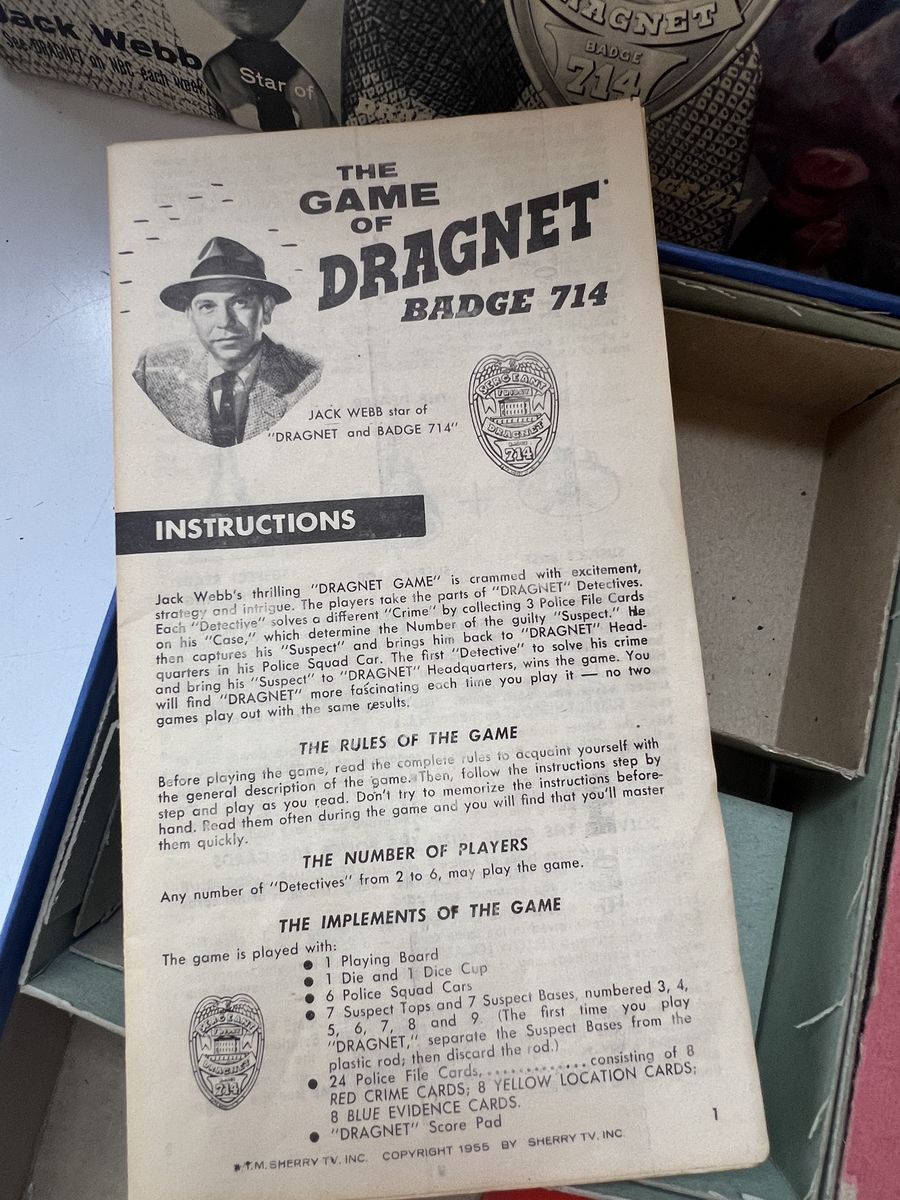 Jack Webb
See DRAGNET on NBC each week
Star of
DRAGNET
BADGE
714
THE
GAME
OF
DRAGNET
BADGE 714
JACK WEBB star of
"DRAGNET and BADGE 714"
SERGEANT
FRIDAY
DRAGNET
BADGE
714
INSTRUCTIONS
Jack Webb's thrilling "DRAGNET GAME" is crammed with excitement,
strategy and intrigue. The players take the parts of "DRAGNET" Detectives.
Each "Detective" solves a different "Crime" by collecting 3 Police File Cards
on his "Case," which determine the Number of the guilty "Suspect." He
then captures his "Suspect" and brings him back to "DRAGNET" Head-
quarters in his Police Squad Car. The first "Detective" to solve his crime
and bring his "Suspect" to "DRAGNET" Headquarters, wins the game. You
will find "DRAGNET" more fascinating each time you play it — no two
games play out with the same results.
THE RULES OF THE GAME
Before playing the game, read the complete rules to acquaint yourself with
the general description of the game. Then, follow the instructions step by
step and play as you read. Don't try to memorize the instructions before-
hand. Read them often during the game and you will find that you'll master
them quickly.
THE NUMBER OF PLAYERS
Any number of "Detectives" from 2 to 6, may play the game.
THE IMPLEMENTS OF THE GAME
The game is played with:
● 1 Playing Board
● 1 Die and 1 Dice Cup
● 6 Police Squad Cars
● 7 Suspect Tops and 7 Suspect Bases, numbered 3, 4,
5, 6, 7, 8 and 9. (The first time you play
"DRAGNET," separate the Suspect Bases from the
plastic rod; then discard the rod.)
● 24 Police File Cards,..............consisting of 8
RED CRIME CARDS; 8 YELLOW LOCATION CARDS;
8 BLUE EVIDENCE CARDS.
● "DRAGNET" Score Pad
SERGEANT
DRAGNET
714
1
T.M. SHERRY TV, INC. COPYRIGHT 1955 BY SHERRY TV, INC.